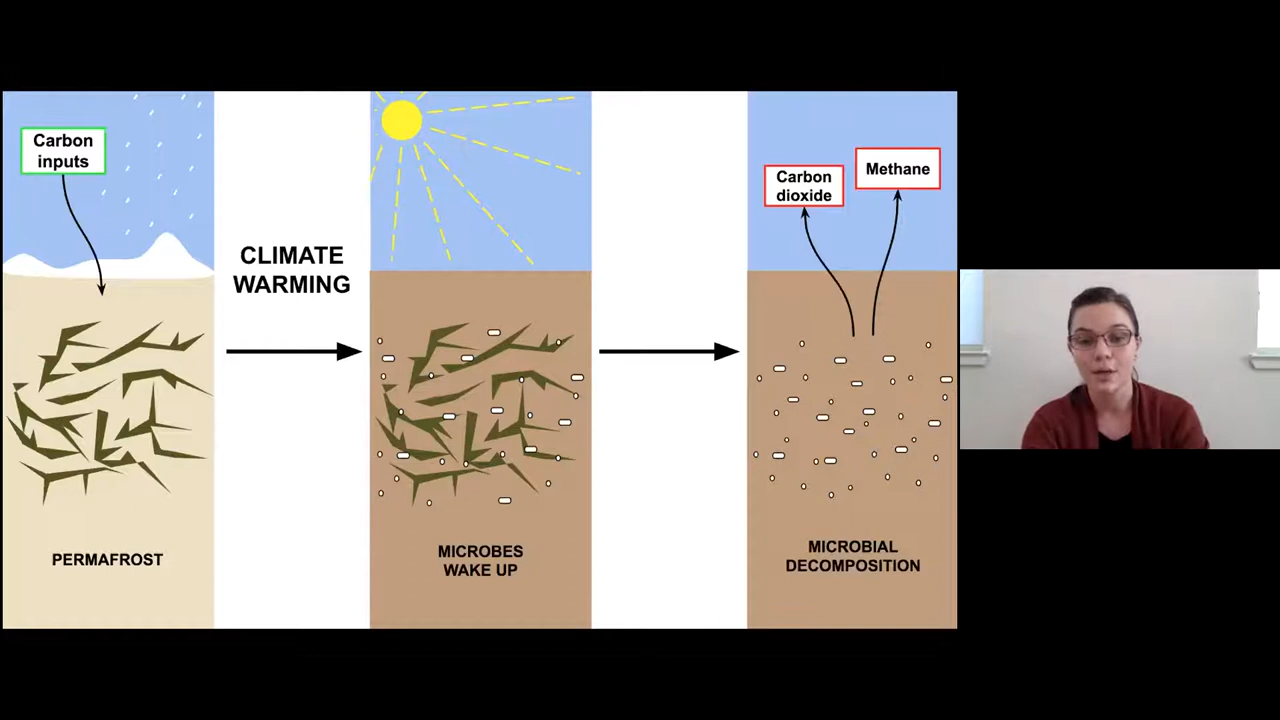 Carbon
inputs
PERMAFROST
CLIMATE
WARMING
MICROBES
WAKE UP
Carbon
dioxide
Methane
MICROBIAL
DECOMPOSITION